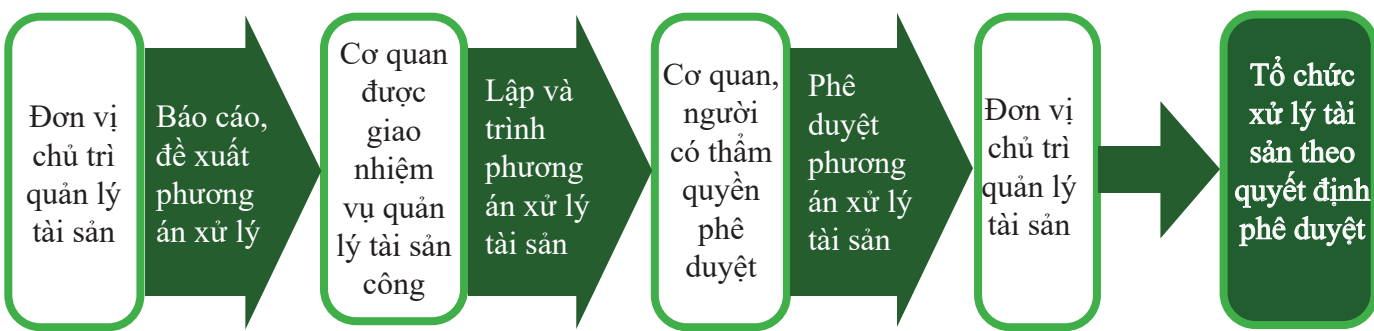 Đơn vị
chủ trì
quản lý
tài sản
Báo cáo,
đề xuất
phương
án xử lý
Cơ quan
được
giao
nhiệm
vụ quản
lý tài sản
công
Lập và
trình
phương
án xử lý
tài sản
Cơ quan,
người
có thẩm
quyền
phê
duyệt
Phê
duyệt
phương
án xử lý
tài sản
Đơn vị
chủ trì
quản lý
tài sản
Tổ chức
xử lý tài
sản theo
quyết định
phê duyệt